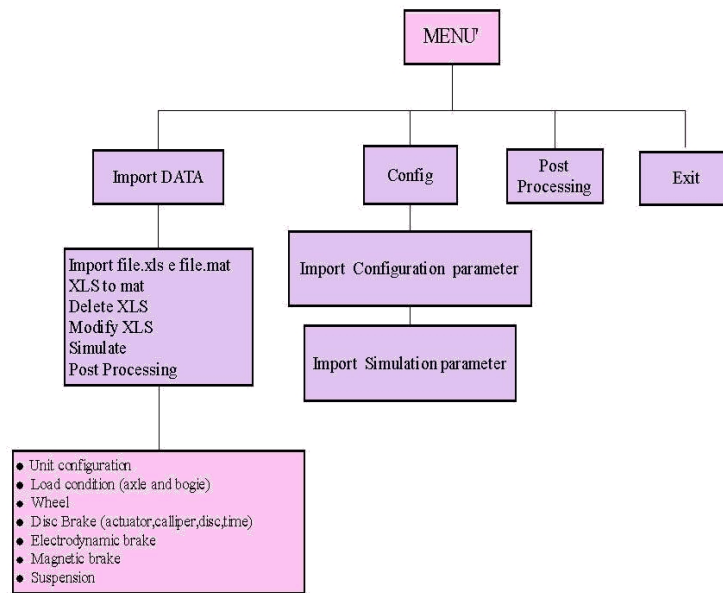 MENU'
Import DATA
Config
Post
Processing
Exit
Import file.xls e file.mat
XLS to mat
Delete XLS
Modify XLS
Simulate
Post Processing
Import Configuration parameter
Import Simulation parameter
● Unit configuration
● Load condition (axle and bogie)
● Wheel
● Disc Brake (actuator,calliper,disc,time)
● Electrodynamic brake
● Magnetic brake
● Suspension